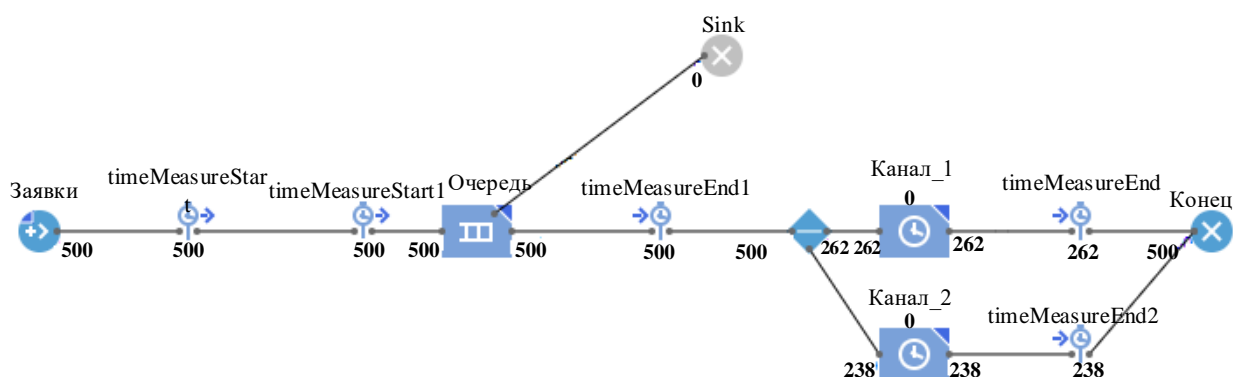 Sink
0
Заявки
timeMeasureStar
t
timeMeasureStart1
Очередь
timeMeasureEnd1
Канал_1
0
timeMeasureEnd
Конец
500
500
500
500
500
500
500
262
262
262
262
500
Канал_2
0
timeMeasureEnd2
238
238
238